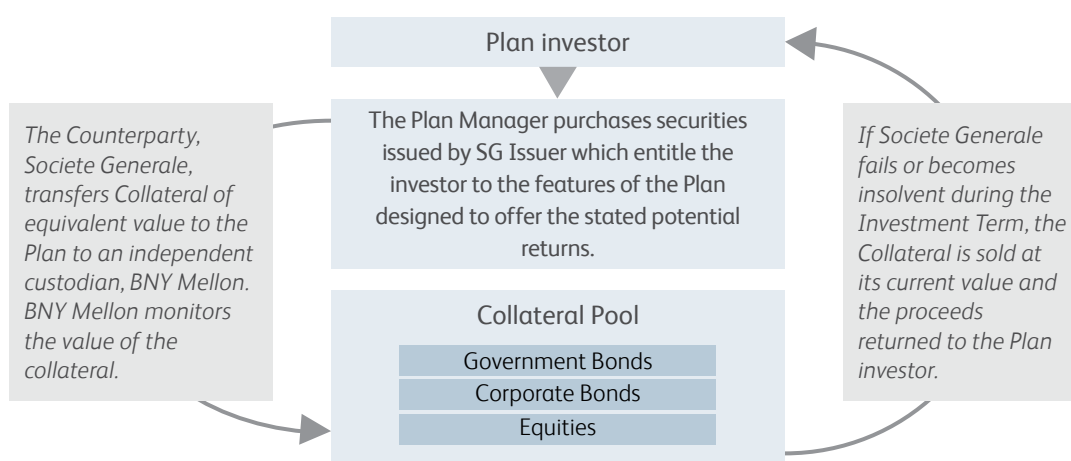 Plan investor
The Counterparty,
Societe Generale,
transfers Collateral of
equivalent value to the
Plan to an independent
custodian, BNY Mellon.
BNY Mellon monitors
the value of the
collateral.
The Plan Manager purchases securities
issued by SG Issuer which entitle the
investor to the features of the Plan
designed to offer the stated potential
returns.
If Societe Generale
fails or becomes
insolvent during the
Investment Term, the
Collateral is sold at
its current value and
the proceeds
returned to the Plan
investor.
Collateral Pool
Government Bonds
Corporate Bonds
Equities